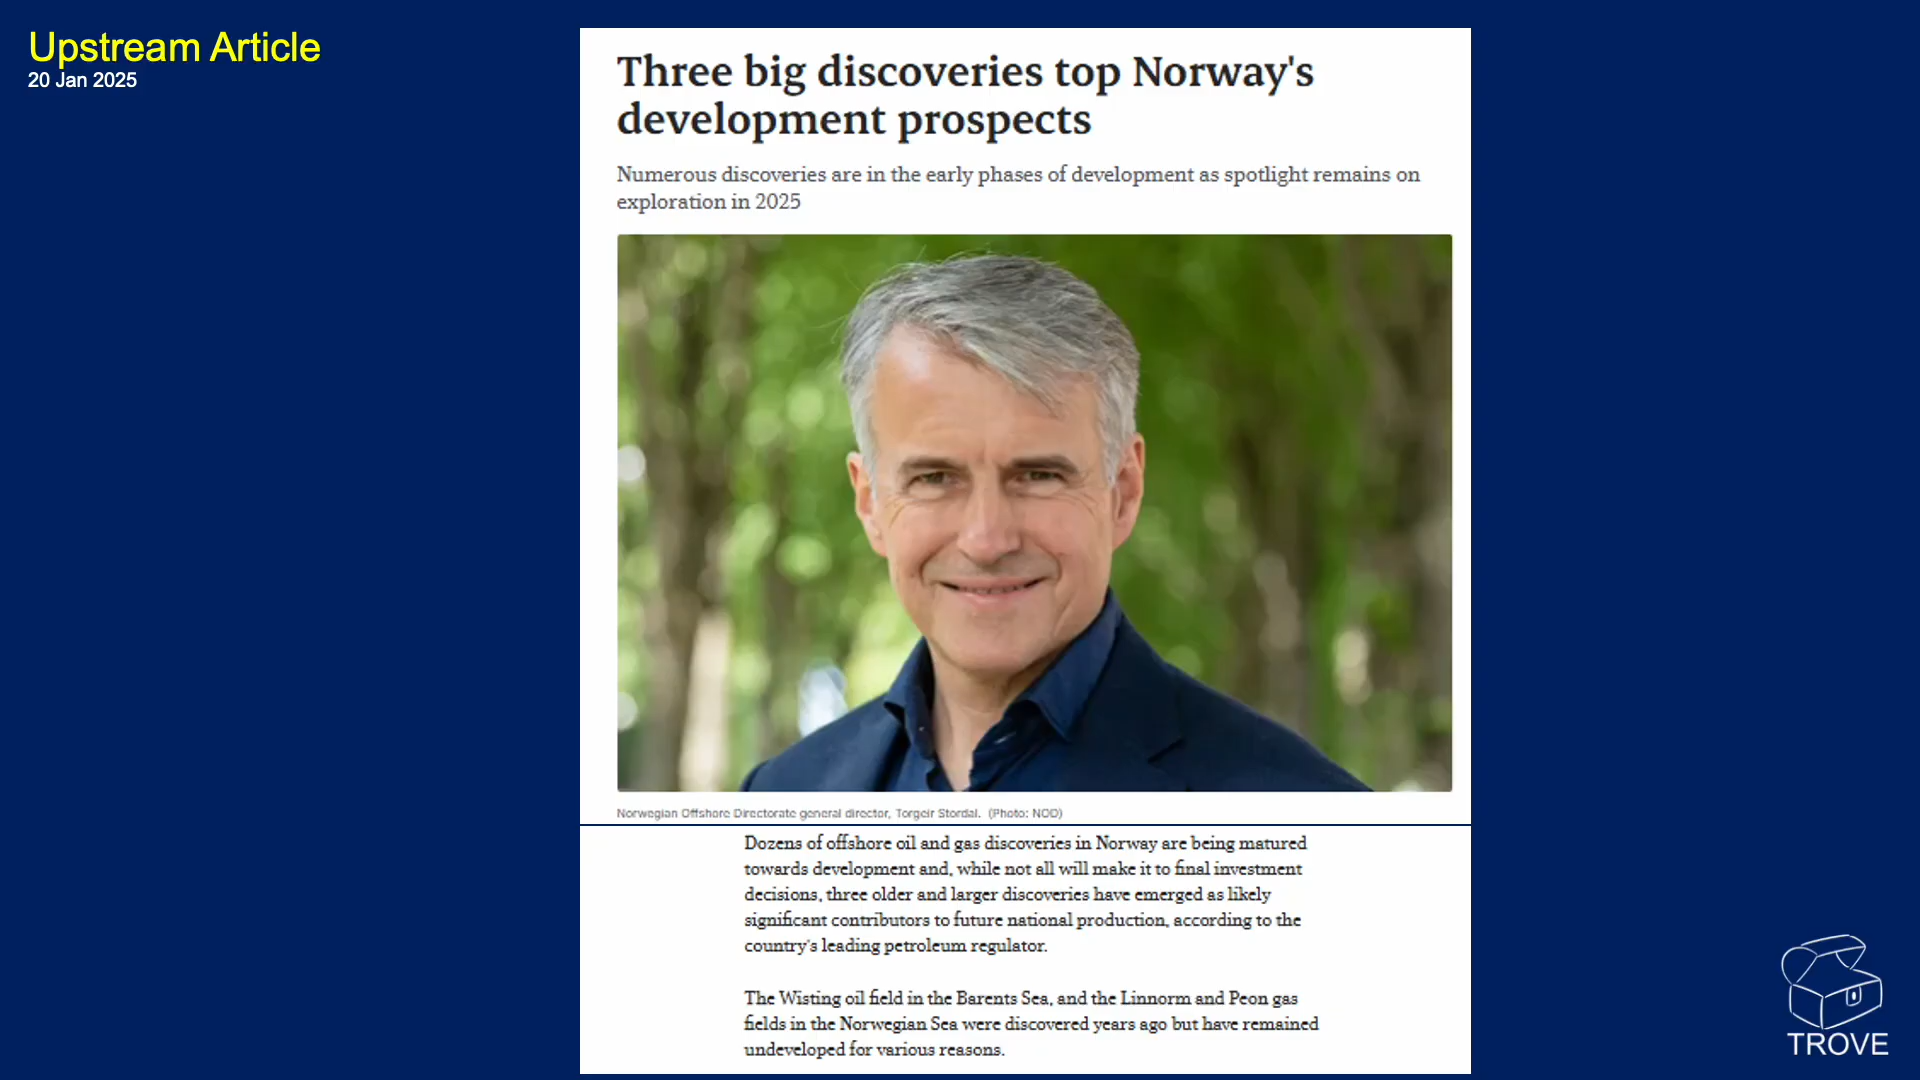 Upstream Article
20 Jan 2025
Three big discoveries top Norway's
development prospects
Numerous discoveries are in the early phases of development as spotlight remains on
exploration in 2025
Norwegian Offshore Directorate general director, Torgeir Stordal. (Photo: NOD)
Dozens of offshore oil and gas discoveries in Norway are being matured
towards development and, while not all will make it to final investment
decisions, three older and larger discoveries have emerged as likely
significant contributors to future national production, according to the
country's leading petroleum regulator.
The Wisting oil field in the Barents Sea, and the Linnorm and Peon gas
fields in the Norwegian Sea were discovered years ago but have remained
undeveloped for various reasons.
TROVE